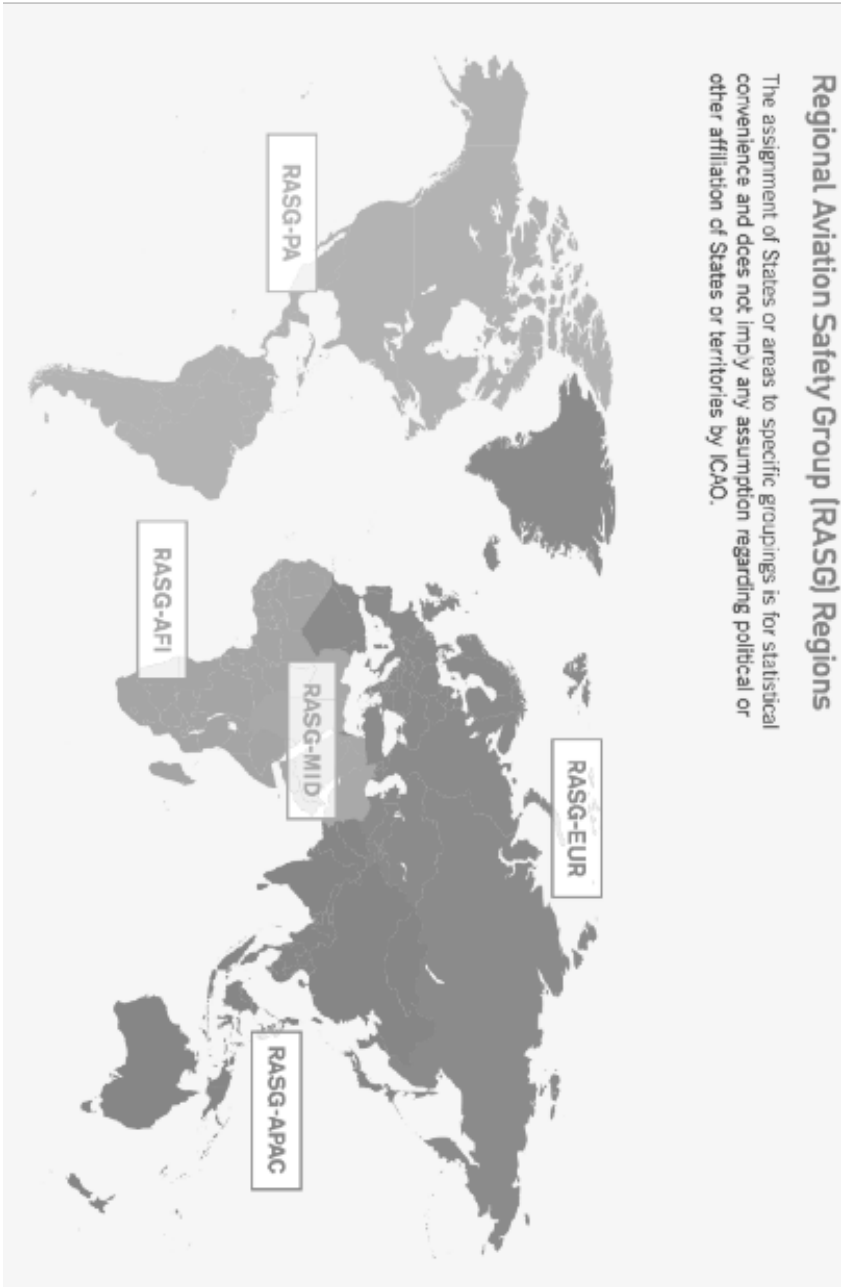 Regional Aviation Safety Group (RASG) Regions
The assignment of States or areas to specific groupings is for statistical
convenience and does not imply any assumption regarding political or
other affiliation of States or territories by ICAO.
RASG-EUR
RASG-PA
RASG-MID
RASG-APAC
RASG-AFI